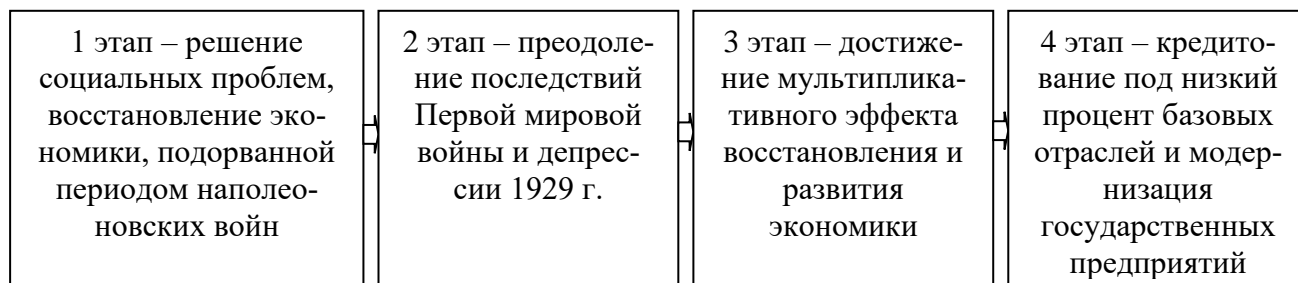 1 этап – решение
социальных проблем,
восстановление эко-
номики, подорванной
периодом наполео-
новских войн
2 этап – преодоле-
ние последствий
Первой мировой
войны и депрес-
сии 1929 г.
3 этап – достиже-
ние мультиплика-
тивного эффекта
восстановления и
развития
экономики
4 этап – кредито-
вание под низкий
процент базовых
отраслей и модер-
низация
государственных
предприятий